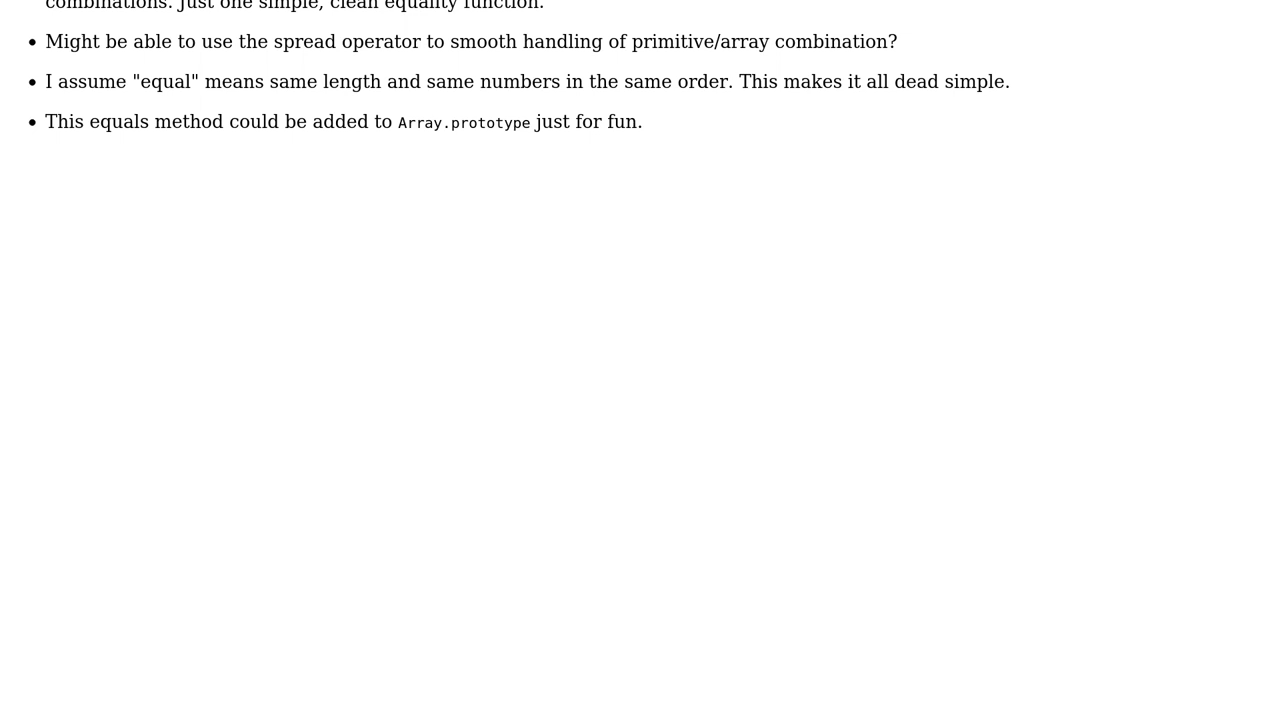 combinations. Just one simple, clean equality function.
• Might be able to use the spread operator to smooth handling of primitive/array combination?
• I assume "equal" means same length and same numbers in the same order. This makes it all dead simple.
• This equals method could be added to Array.prototype just for fun.